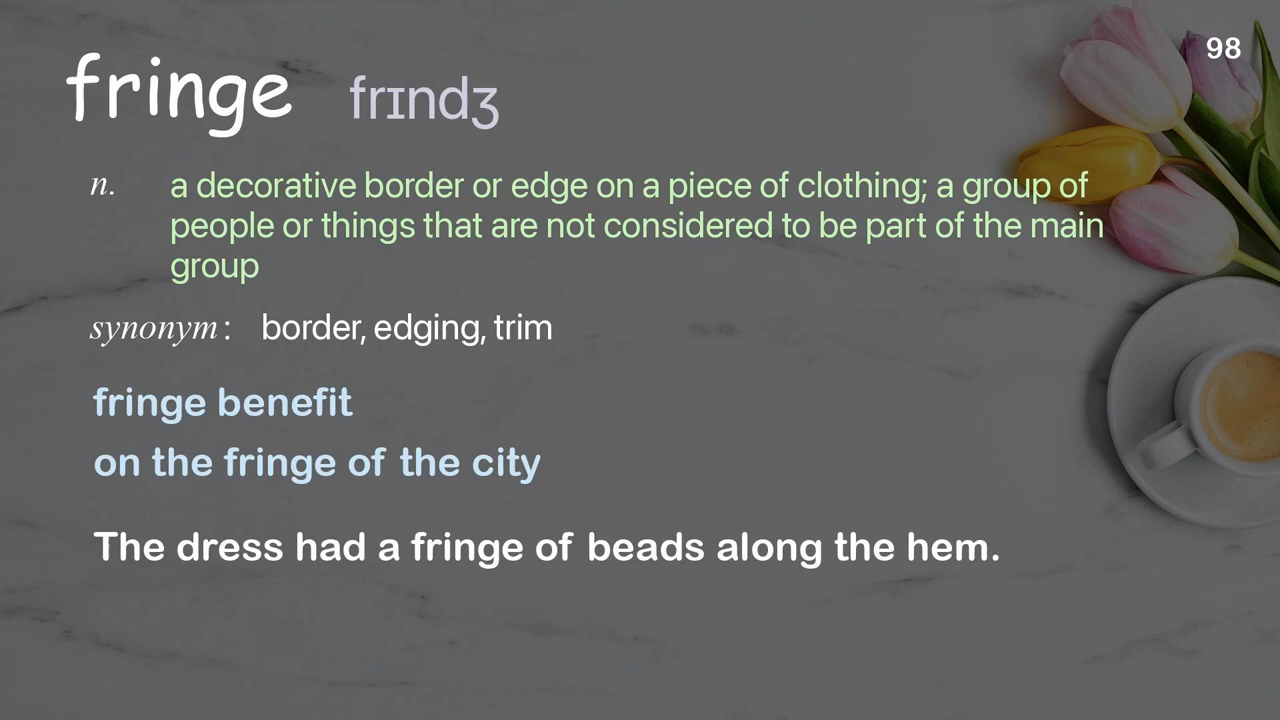 98
fringe frɪndʒ
n. a decorative border or edge on a piece of clothing; a group of
people or things that are not considered to be part of the main
group
synonym: border, edging, trim
fringe benefit
on the fringe of the city
The dress had a fringe of beads along the hem.